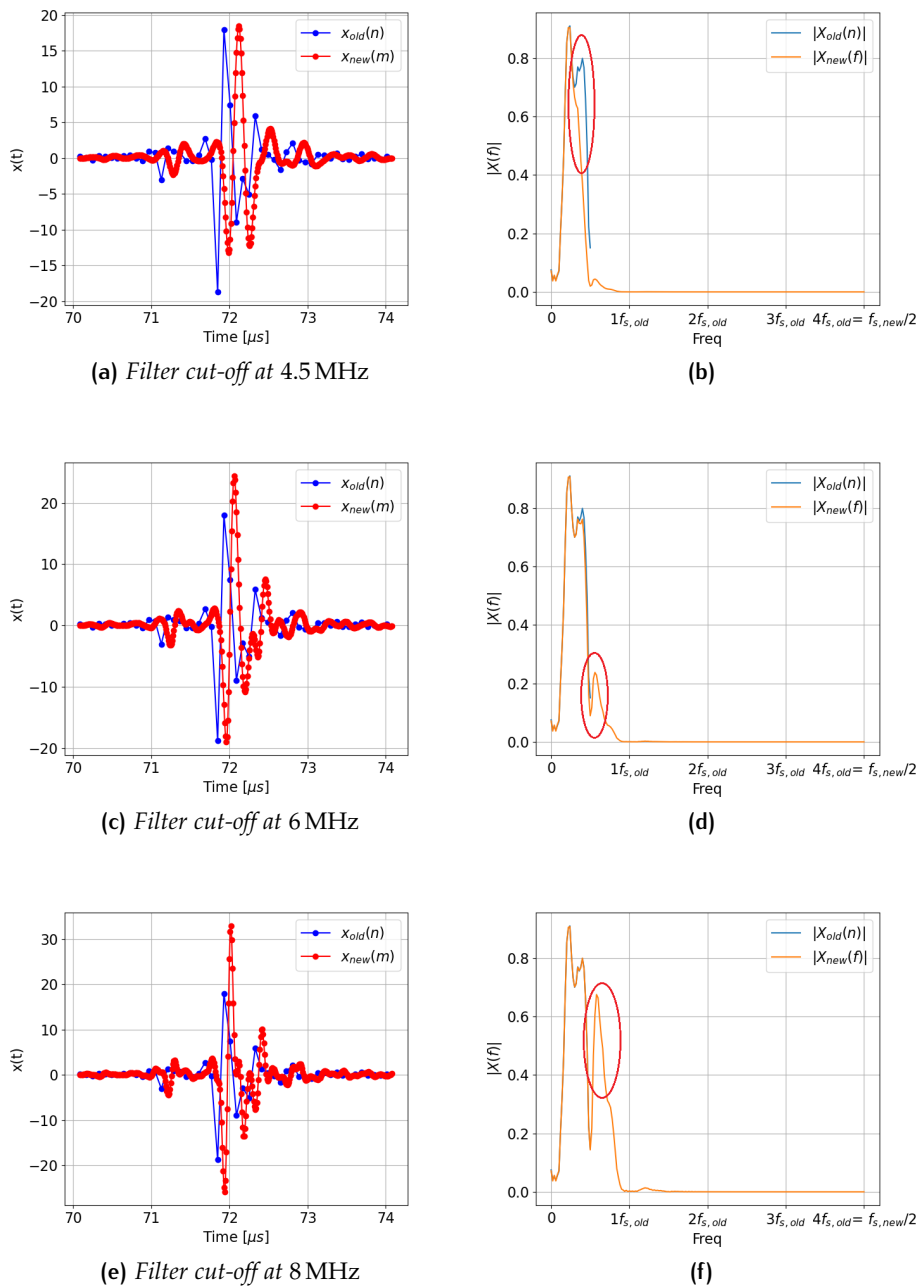 20
15
10
5
0
−5
−10
−15
−20
x(t)
70 71 72 73 74
Time [μs]
x_old(n)
x_new(m)
(a) Filter cut-off at 4.5 MHz
0.8
0.6
0.4
0.2
0.0
|X(f)|
0 1f_s,old 2f_s,old 3f_s,old 4f_s,old = f_s,new/2
Freq
|X_old(n)|
|X_new(f)|
(b)
20
10
0
−10
−20
x(t)
70 71 72 73 74
Time [μs]
x_old(n)
x_new(m)
(c) Filter cut-off at 6 MHz
0.8
0.6
0.4
0.2
0.0
|X(f)|
0 1f_s,old 2f_s,old 3f_s,old 4f_s,old = f_s,new/2
Freq
|X_old(n)|
|X_new(f)|
(d)
30
20
10
0
−10
−20
x(t)
70 71 72 73 74
Time [μs]
x_old(n)
x_new(m)
(e) Filter cut-off at 8 MHz
0.8
0.6
0.4
0.2
0.0
|X(f)|
0 1f_s,old 2f_s,old 3f_s,old 4f_s,old = f_s,new/2
Freq
|X_old(n)|
|X_new(f)|
(f)